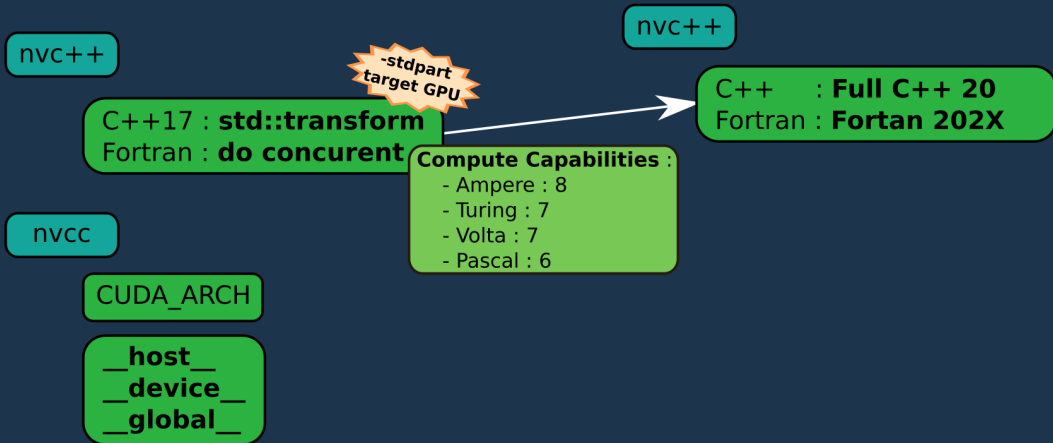 nvc++
C++17 : std::transform
Fortran : do concurent
-stdpart
target GPU
nvc++
C++ : Full C++ 20
Fortran : Fortan 202X
Compute Capabilities :
- Ampere : 8
- Turing : 7
- Volta : 7
- Pascal : 6
nvcc
CUDA_ARCH
__host__
__device__
__global__